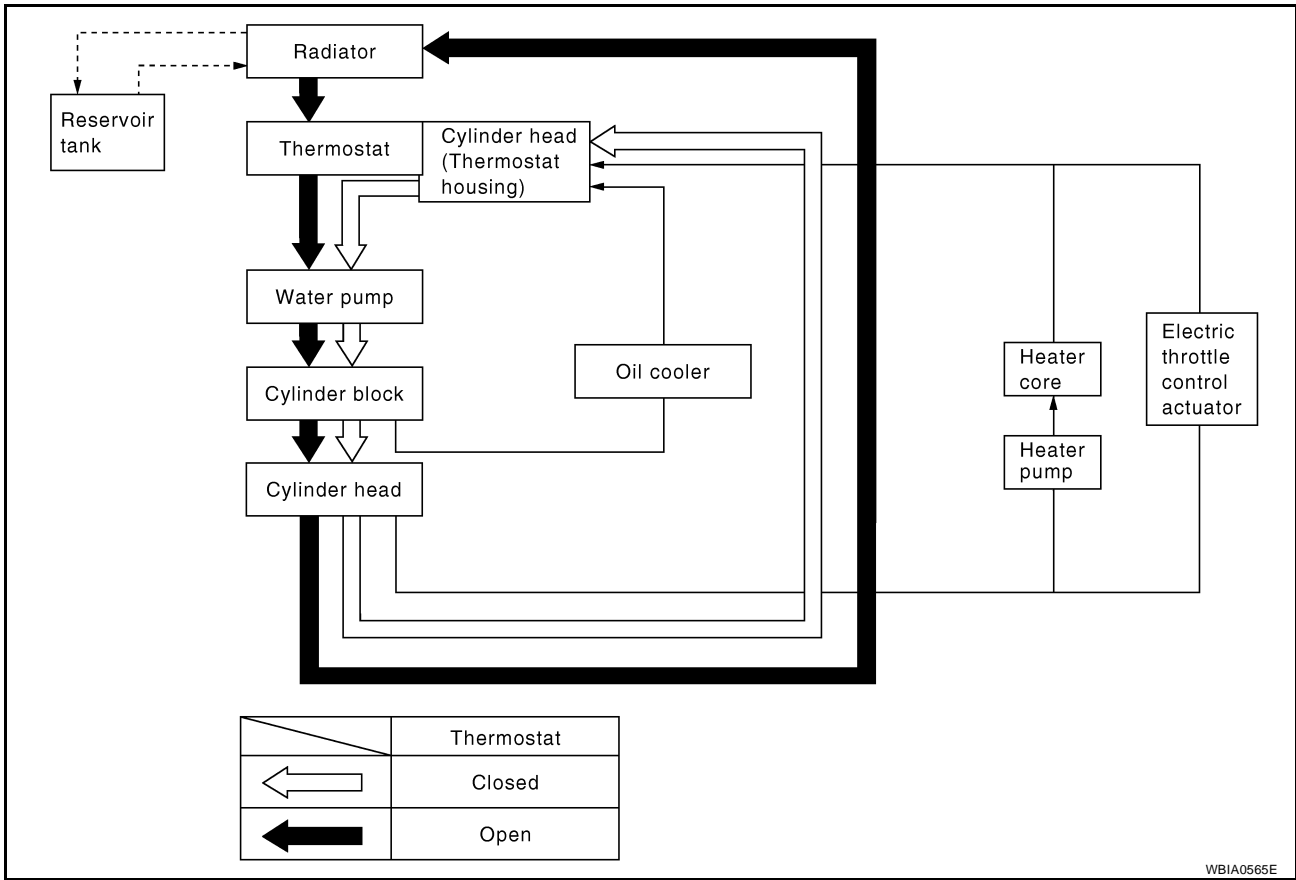 Radiator
Reservoir
tank
Thermostat
Cylinder head
(Thermostat
housing)
Water pump
Cylinder block
Cylinder head
Oil cooler
Heater
core
Heater
pump
Electric
throttle
control
actuator
Thermostat
Closed
Open
WBIA0565E